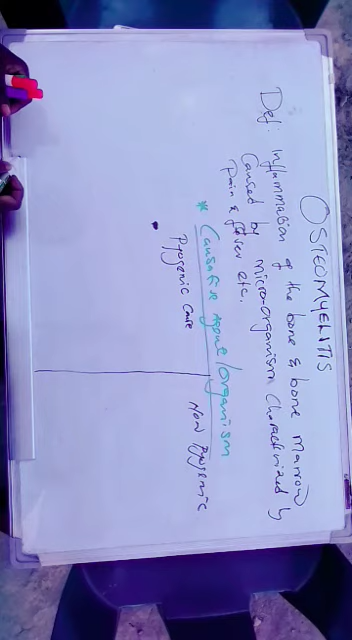 OSTEOMYELITIS
Def: Inflammation of the bone & bone Marrow
Caused by micro-organism Characterized by
Pain & fever etc.
* Causative Agent/organism
Pyogenic Cause Non Pyogenic